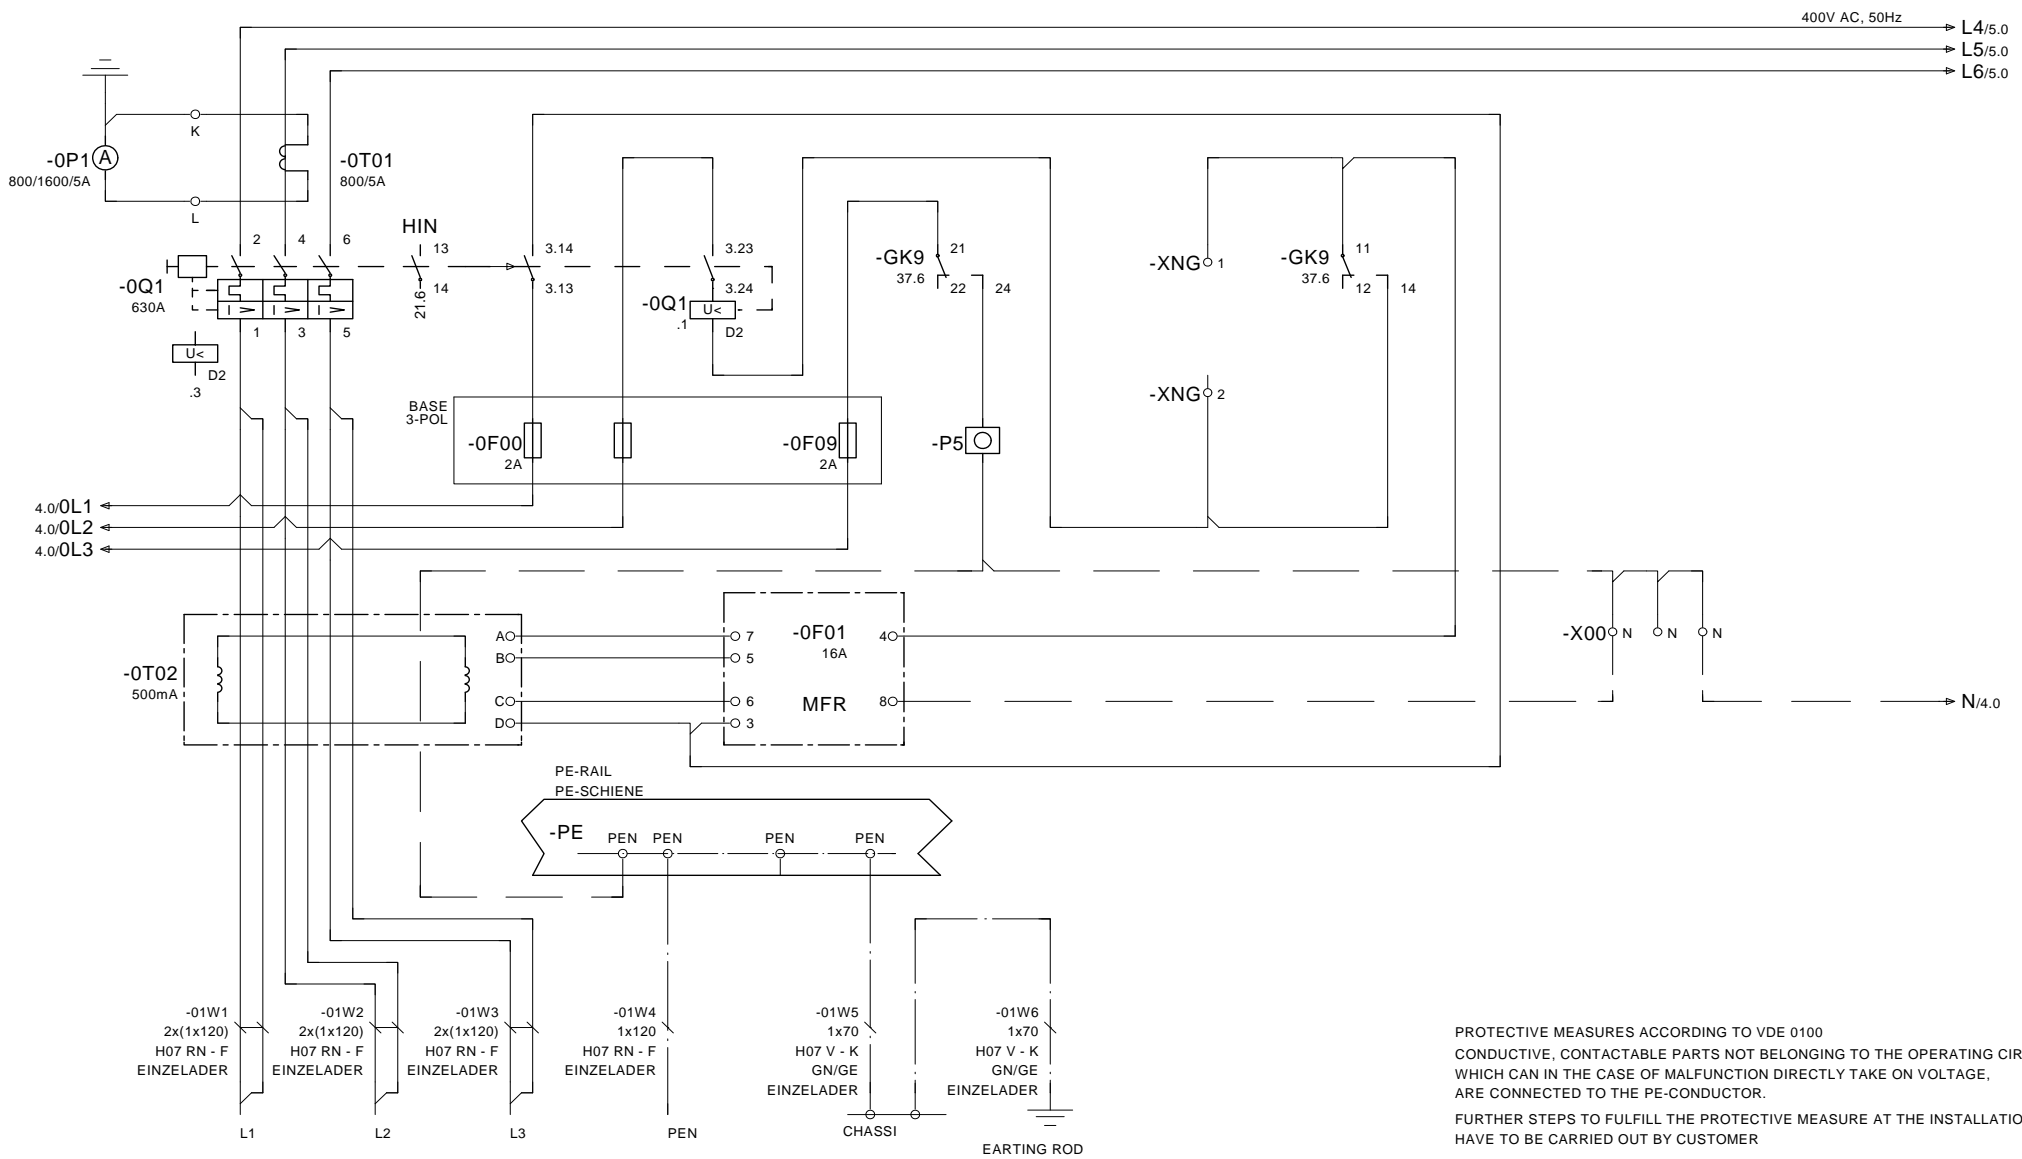 400V AC, 50Hz
L4/5.0
L5/5.0
L6/5.0
K
-0P1
A
800/1600/5A
-0T01
800/5A
L
HIN
2
4
6
13
3.14
3.23
21
11
-GK9
37.6
-XNG
1
-GK9
37.6
-0Q1
630A
14
21.6
3.13
3.24
22
24
12
14
-0Q1
.1
U<
D2
I >
I >
I >
1
3
5
U<
D2
.3
-XNG
2
BASE
3-POL
-0F00
2A
-0F09
2A
-P5
4.0/0L1
4.0/0L2
4.0/0L3
A
B
C
D
7
5
6
3
-0F01
16A
MFR
4
8
-X00
N
N
N
-0T02
500mA
N/4.0
PE-RAIL
PE-SCHIENE
-PE
PEN
PEN
PEN
PEN
-01W1
2x(1x120)
H07 RN - F
EINZELADER
-01W2
2x(1x120)
H07 RN - F
EINZELADER
-01W3
2x(1x120)
H07 RN - F
EINZELADER
-01W4
1x120
H07 RN - F
EINZELADER
-01W5
1x70
H07 V - K
GN/GE
EINZELADER
-01W6
1x70
H07 V - K
GN/GE
EINZELADER
L1
L2
L3
PEN
CHASSI
EARTING ROD
PROTECTIVE MEASURES ACCORDING TO VDE 0100
CONDUCTIVE, CONTACTABLE PARTS NOT BELONGING TO THE OPERATING CIR
WHICH CAN IN THE CASE OF MALFUNCTION DIRECTLY TAKE ON VOLTAGE,
ARE CONNECTED TO THE PE-CONDUCTOR.
FURTHER STEPS TO FULFILL THE PROTECTIVE MEASURE AT THE INSTALLATIO
HAVE TO BE CARRIED OUT BY CUSTOMER